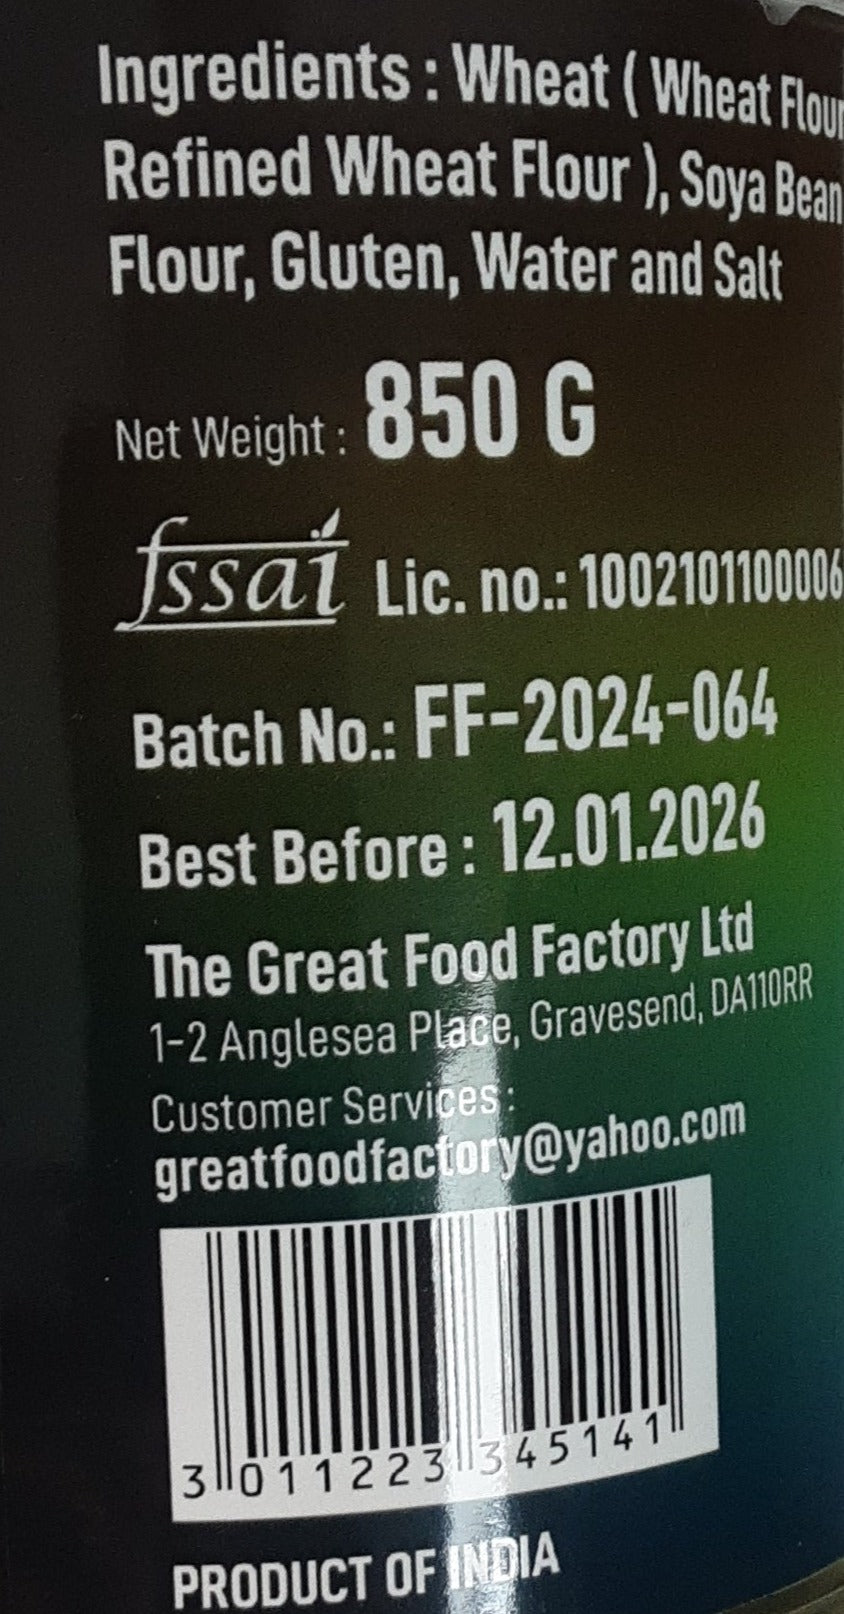 Ingredients : Wheat ( Wheat Flour
Refined Wheat Flour ), Soya Bean
Flour, Gluten, Water and Salt
Net Weight : 850 G
fssai Lic. no.: 1002101100006
Batch No.: FF-2024-064
Best Before : 12.01.2026
The Great Food Factory Ltd
1-2 Anglesea Place, Gravesend, DA110RR
Customer Services :
greatfoodfactory@yahoo.com
3 011223 345141
PRODUCT OF INDIA